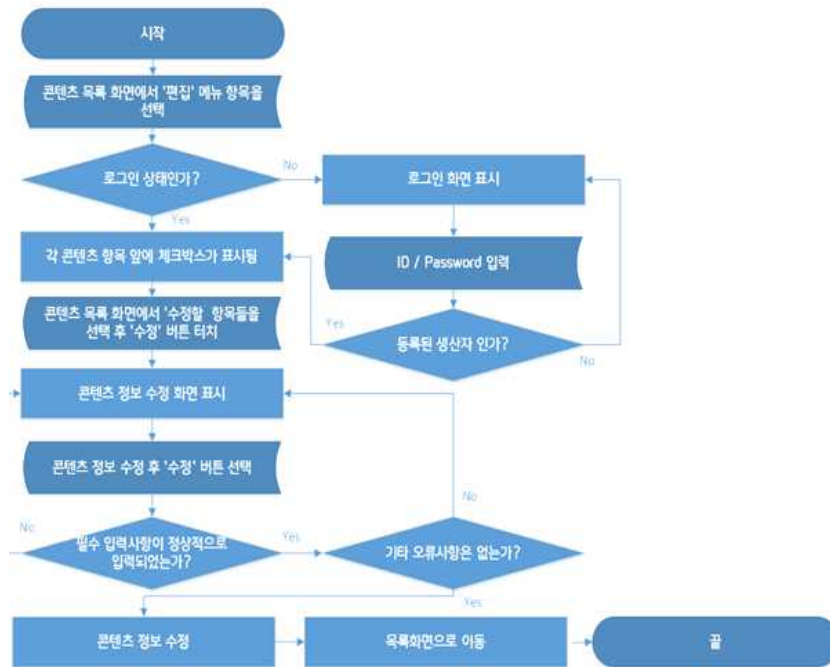 시작
콘텐츠 목록 화면에서 '편집' 메뉴 항목을
선택
로그인 상태인가?
No
로그인 화면 표시
Yes
각 콘텐츠 항목 앞에 체크박스가 표시됨
ID / Password 입력
콘텐츠 목록 화면에서 '수정할 항목들을
선택 후 '수정' 버튼 터치
Yes
등록된 생산자 인가?
No
콘텐츠 정보 수정 화면 표시
콘텐츠 정보 수정 후 '수정' 버튼 선택
No
No
필수 입력사항이 정상적으로
입력되었는가?
Yes
기타 오류사항은 없는가?
Yes
콘텐츠 정보 수정
목록화면으로 이동
끝